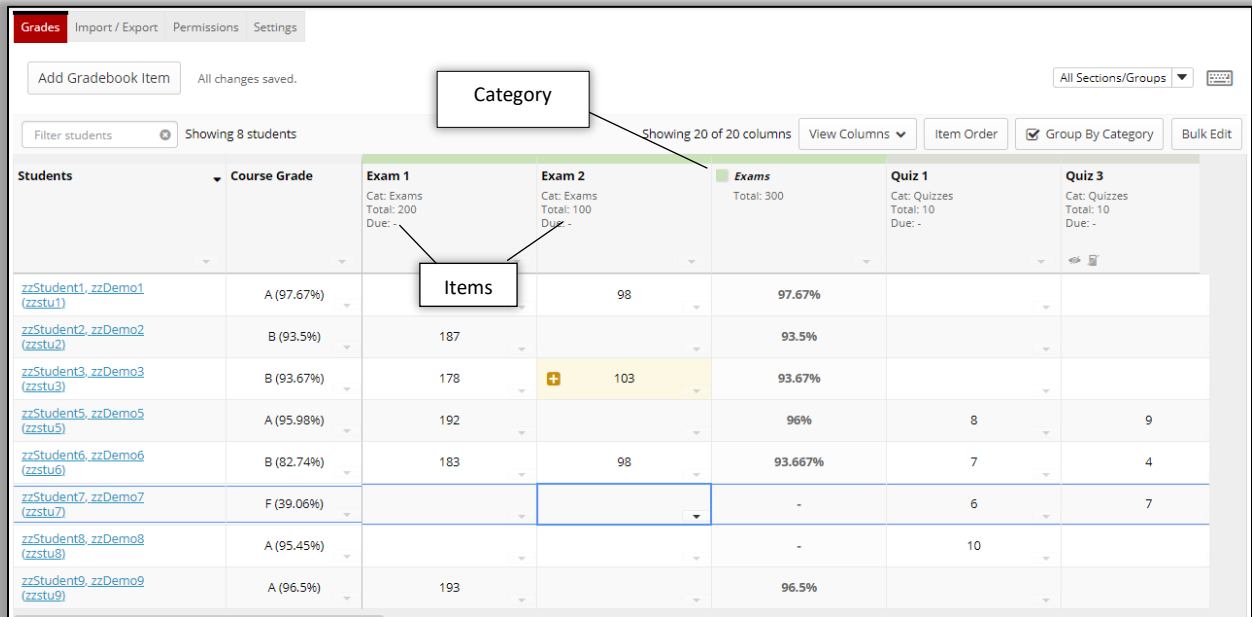 Grades Import / Export Permissions Settings
Add Gradebook Item All changes saved. All Sections/Groups
Category
Filter students Showing 8 students Showing 20 of 20 columns View Columns Item Order Group By Category Bulk Edit
Students Course Grade Exam 1 Exam 2 Exams Quiz 1 Quiz 3
Cat: Exams Cat: Exams Total: 300 Cat: Quizzes Cat: Quizzes
Total: 200 Total: 100 Total: 10 Total: 10
Due: - Due: - Due: - Due: -
Items
zzStudent1, zzDemo1
(zzstu1) A (97.67%) 98 97.67%
zzStudent2, zzDemo2
(zzstu2) B (93.5%) 187 93.5%
zzStudent3, zzDemo3
(zzstu3) B (93.67%) 178 103 93.67%
zzStudent5, zzDemo5
(zzstu5) A (95.98%) 192 96% 8 9
zzStudent6, zzDemo6
(zzstu6) B (82.74%) 183 98 93.667% 7 4
zzStudent7, zzDemo7
(zzstu7) F (39.06%) - 6 7
zzStudent8, zzDemo8
(zzstu8) A (95.45%) - 10
zzStudent9, zzDemo9
(zzstu9) A (96.5%) 193 96.5%